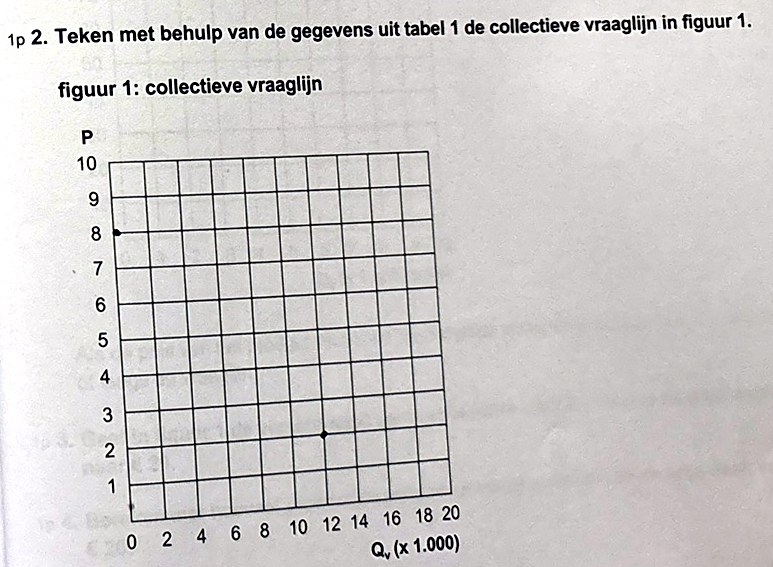 1p 2. Teken met behulp van de gegevens uit tabel 1 de collectieve vraaglijn in figuur 1.
figuur 1: collectieve vraaglijn
P
10
9
8
7
6
5
4
3
2
1
0 2 4 6 8 10 12 14 16 18 20
Qv (x 1.000)